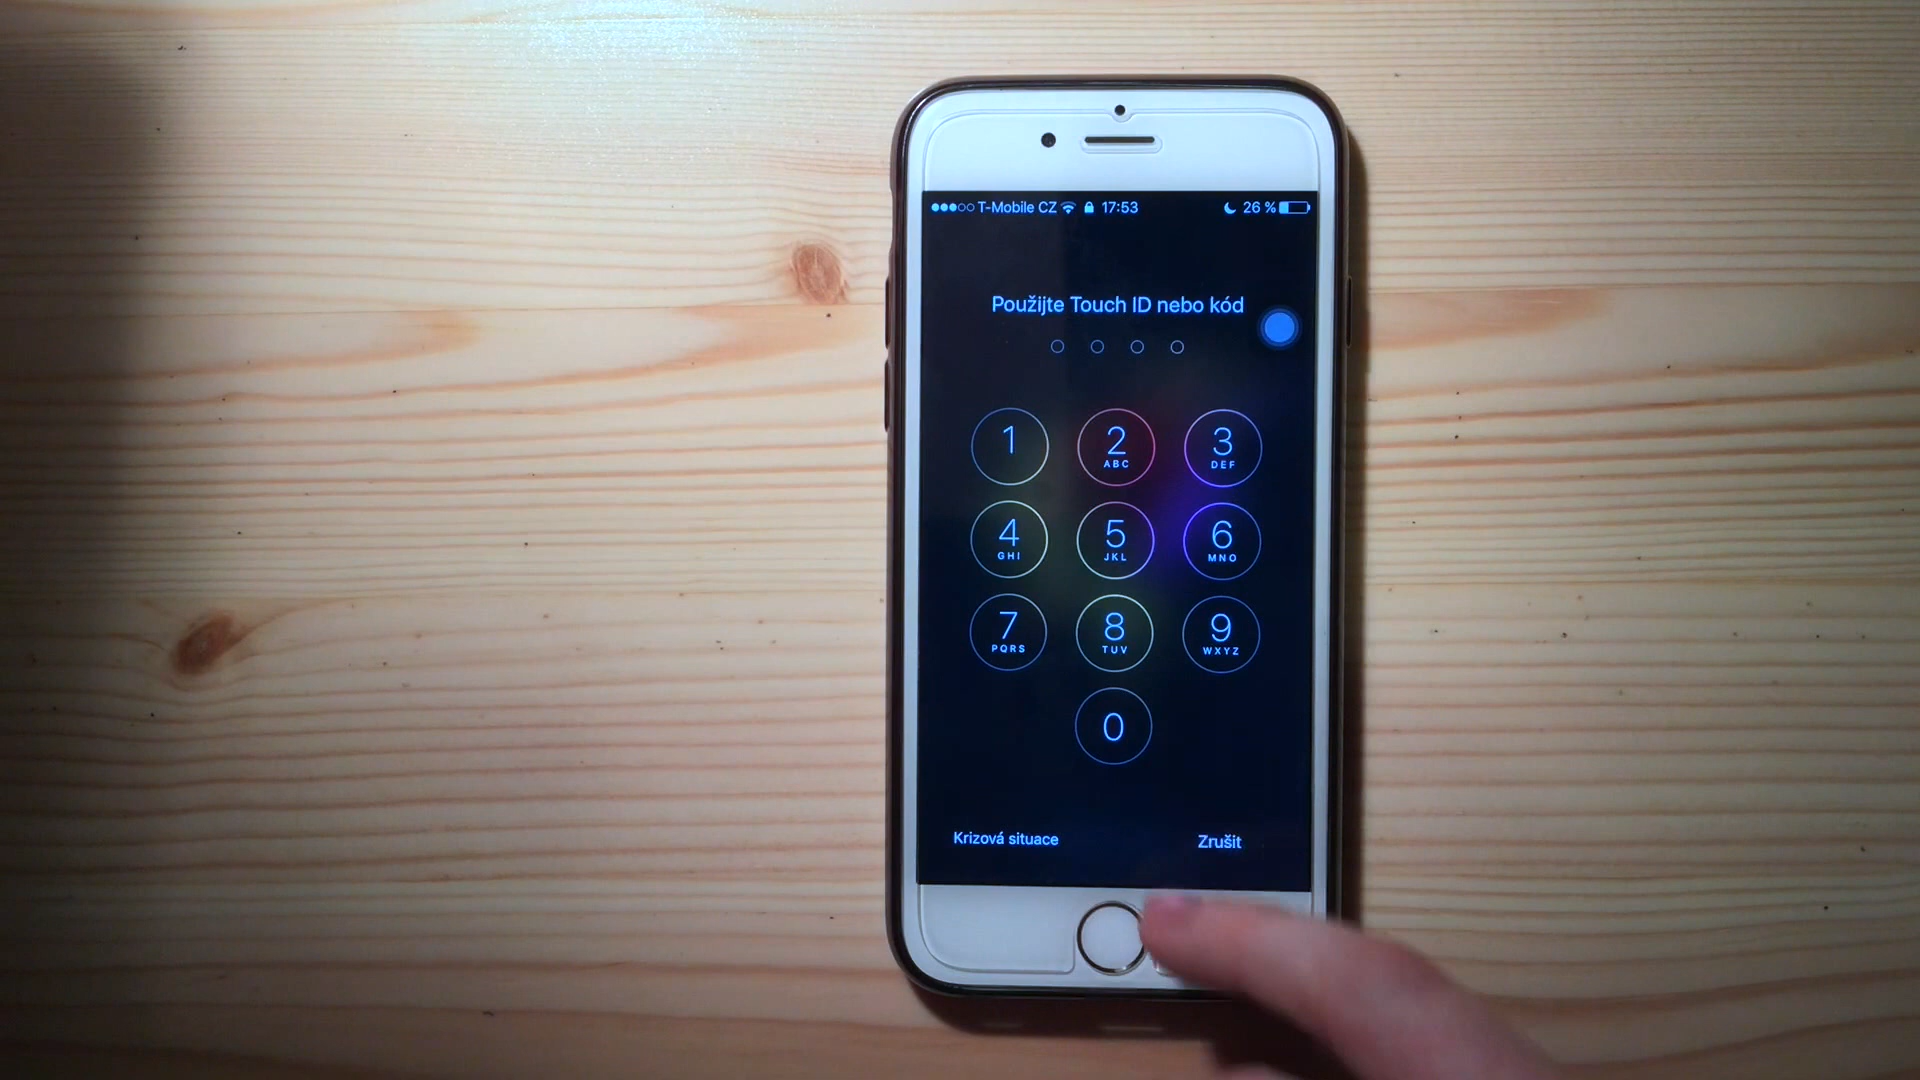 T-Mobile CZ 17:53 26 %
Použijte Touch ID nebo kód
1 2 3
ABC DEF
4 5 6
GHI JKL MNO
7 8 9
PQRS TUV WXYZ
0
Krizová situace Zrušit